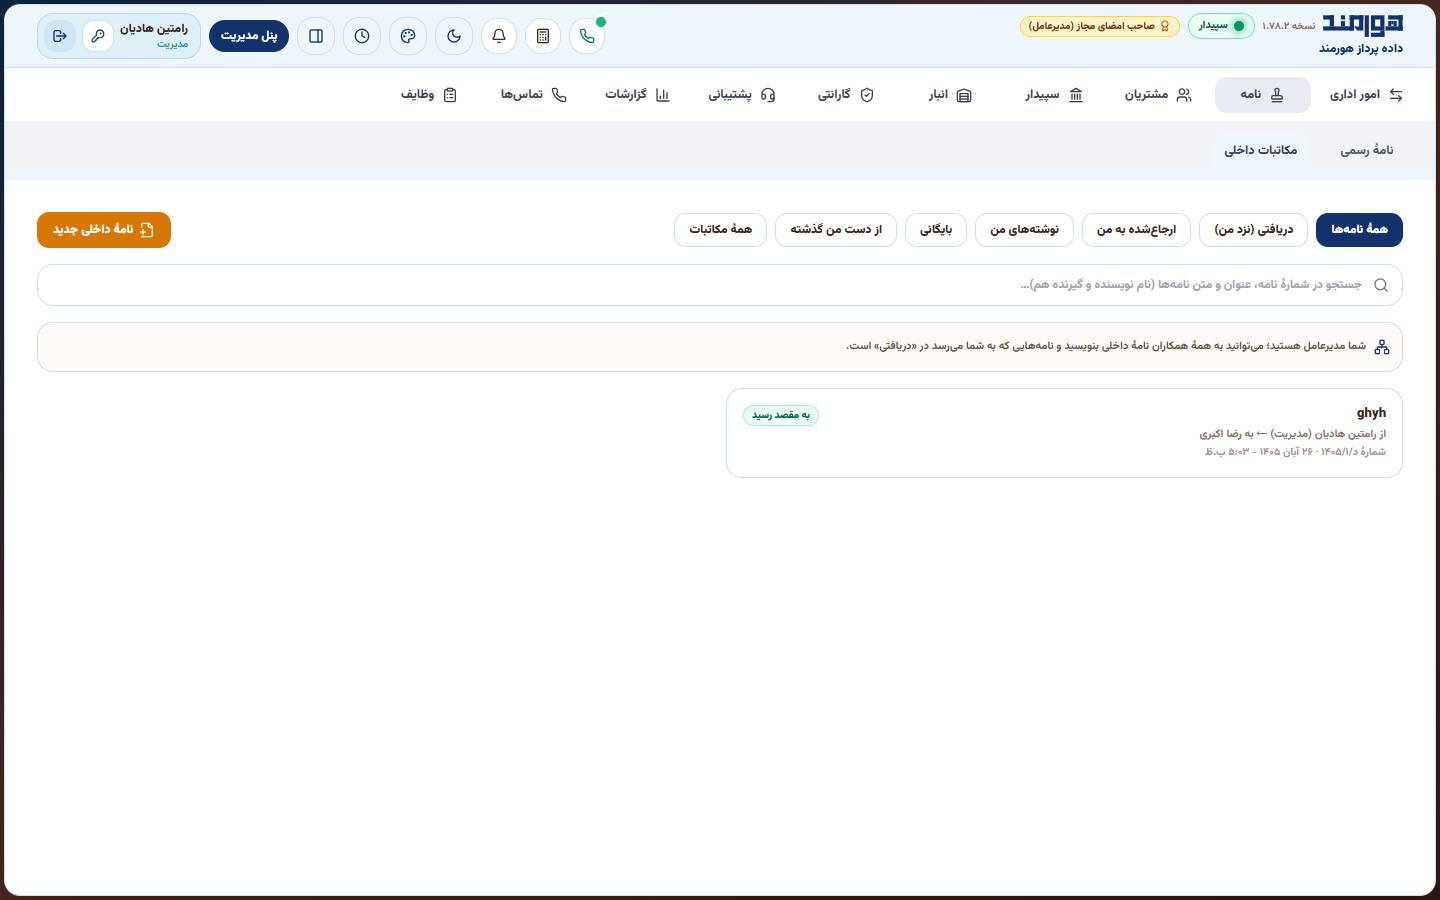 هورمند
نسخه ۱.۷۸.۲
سپیدار
صاحب امضای مجاز (مدیرعامل)
داده پرداز هورمند
پنل مدیریت
رامتین هادیان
مدیریت
امور اداری
نامه
مشتریان
سپیدار
انبار
گارانتی
پشتیبانی
گزارشات
تماس‌ها
وظایف
نامهٔ رسمی
مکاتبات داخلی
همهٔ نامه‌ها
دریافتی (نزد من)
ارجاع‌شده به من
نوشته‌های من
بایگانی
از دست من گذشته
همهٔ مکاتبات
نامهٔ داخلی جدید
جستجو در شمارهٔ نامه، عنوان و متن نامه‌ها (نام نویسنده و گیرنده هم)…
شما مدیرعامل هستید؛ می‌توانید به همهٔ همکاران نامهٔ داخلی بنویسید و نامه‌هایی که به شما می‌رسد در «دریافتی» است.
ghyh
به مقصد رسید
از رامتین هادیان (مدیریت) ← به رضا اکبری
شمارهٔ د/۱۴۰۵/۱ · ۲۶ آبان ۱۴۰۵ - ۵:۰۳ ب.ظ